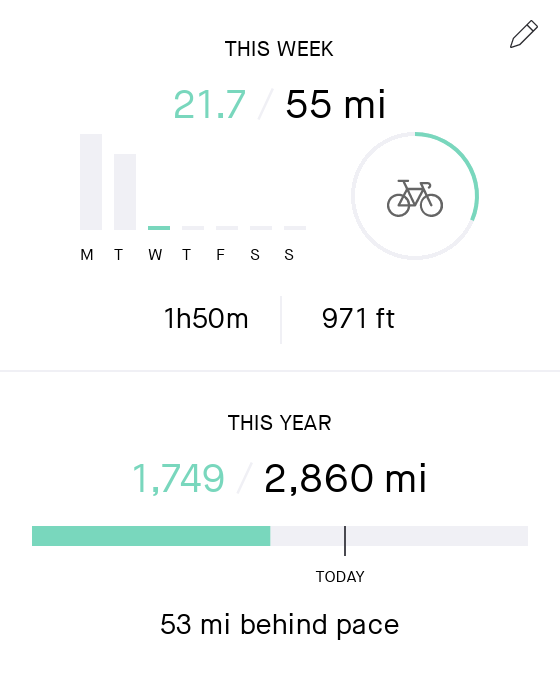 THIS WEEK
21.7 / 55 mi
M T W T F S S
1h50m 971 ft
THIS YEAR
1,749 / 2,860 mi
TODAY
53 mi behind pace